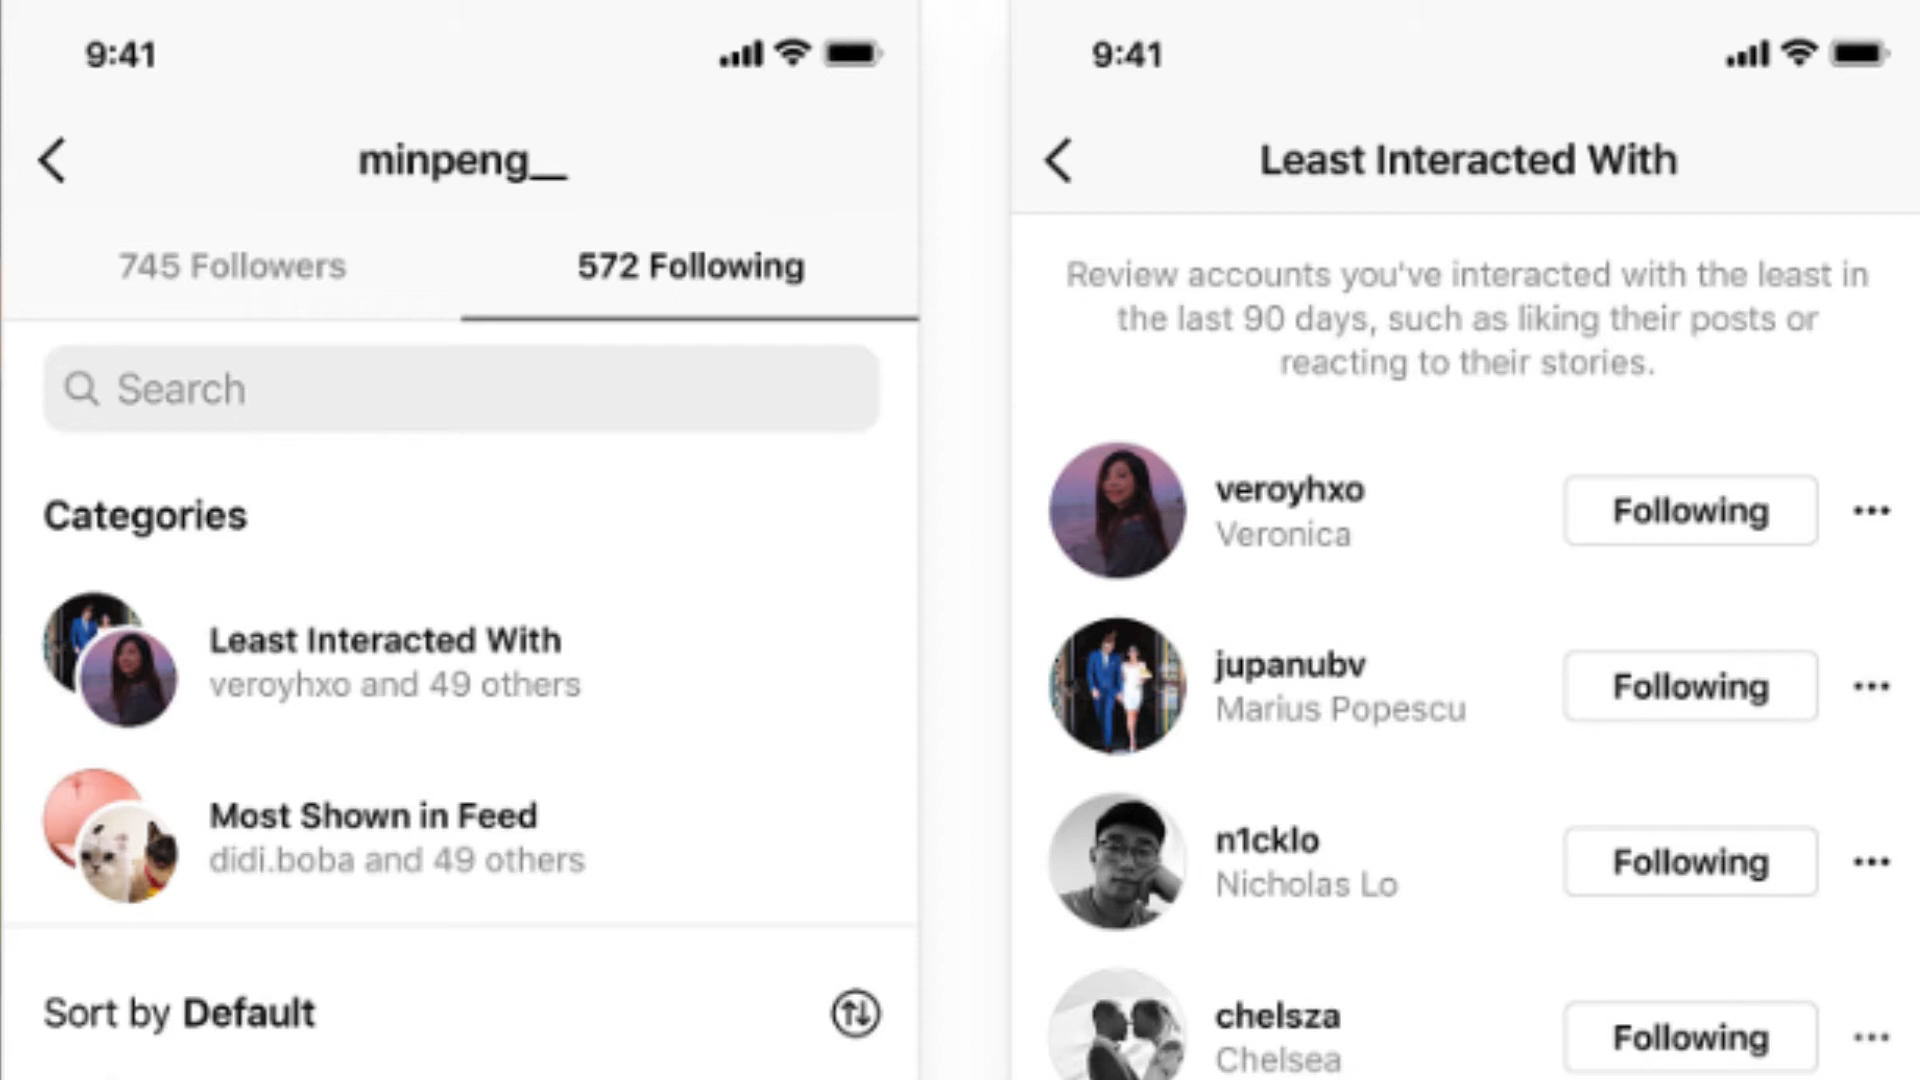 9:41
minpeng__
745 Followers
572 Following
Search
Categories
Least Interacted With
veroyhxo and 49 others
Most Shown in Feed
didi.boba and 49 others
Sort by Default
9:41
Least Interacted With
Review accounts you've interacted with the least in
the last 90 days, such as liking their posts or
reacting to their stories.
veroyhxo
Veronica
Following
jupanubv
Marius Popescu
Following
n1cklo
Nicholas Lo
Following
chelsza
Chelsea
Following